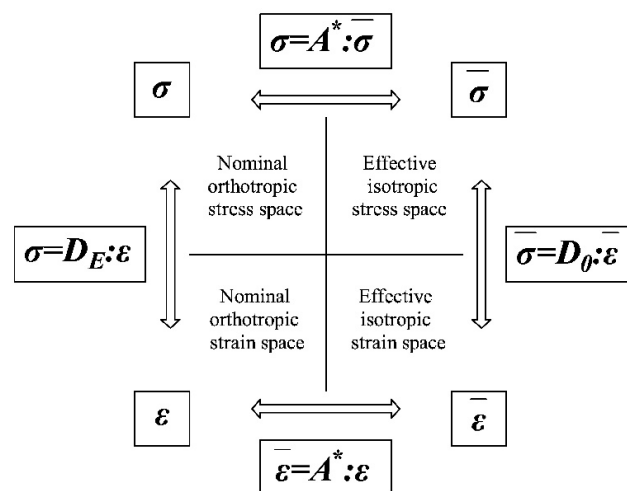 σ=A*:σ̅
σ
σ̅
Nominal
orthotropic
stress space
Effective
isotropic
stress space
σ=D_E:ε
σ̅=D_0:ε̅
Nominal
orthotropic
strain space
Effective
isotropic
strain space
ε
ε̅
ε̅=A*:ε